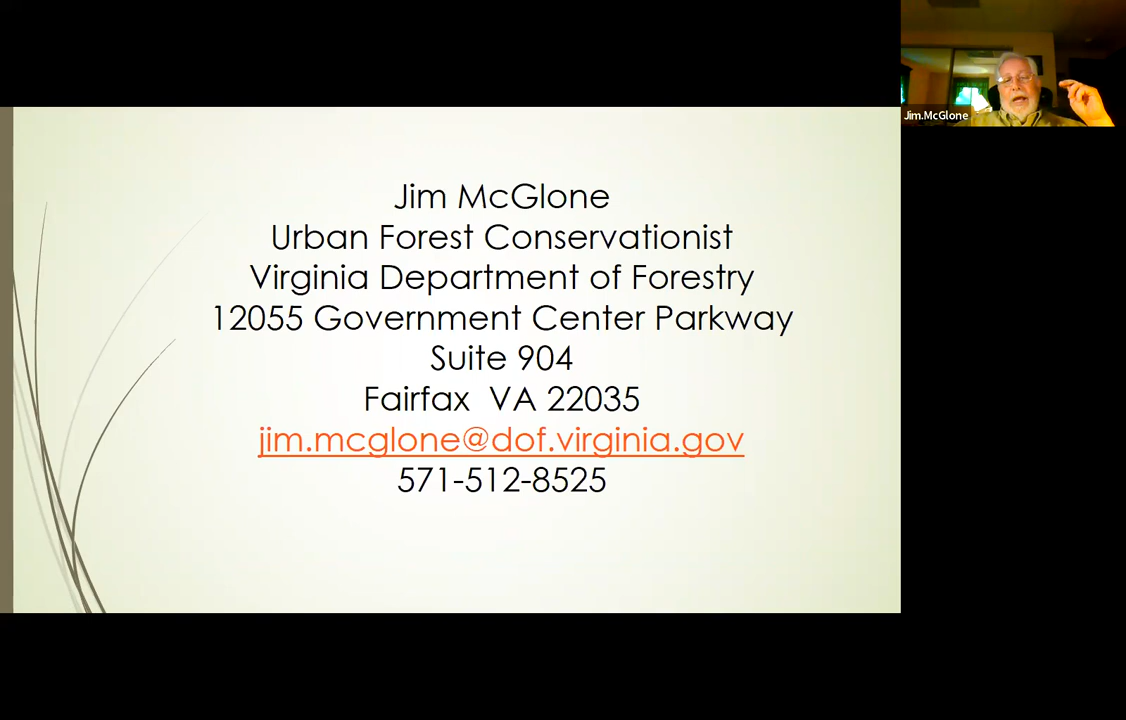 Jim McGlone
Urban Forest Conservationist
Virginia Department of Forestry
12055 Government Center Parkway
Suite 904
Fairfax  VA 22035
jim.mcglone@dof.virginia.gov
571-512-8525
Jim.McGlone